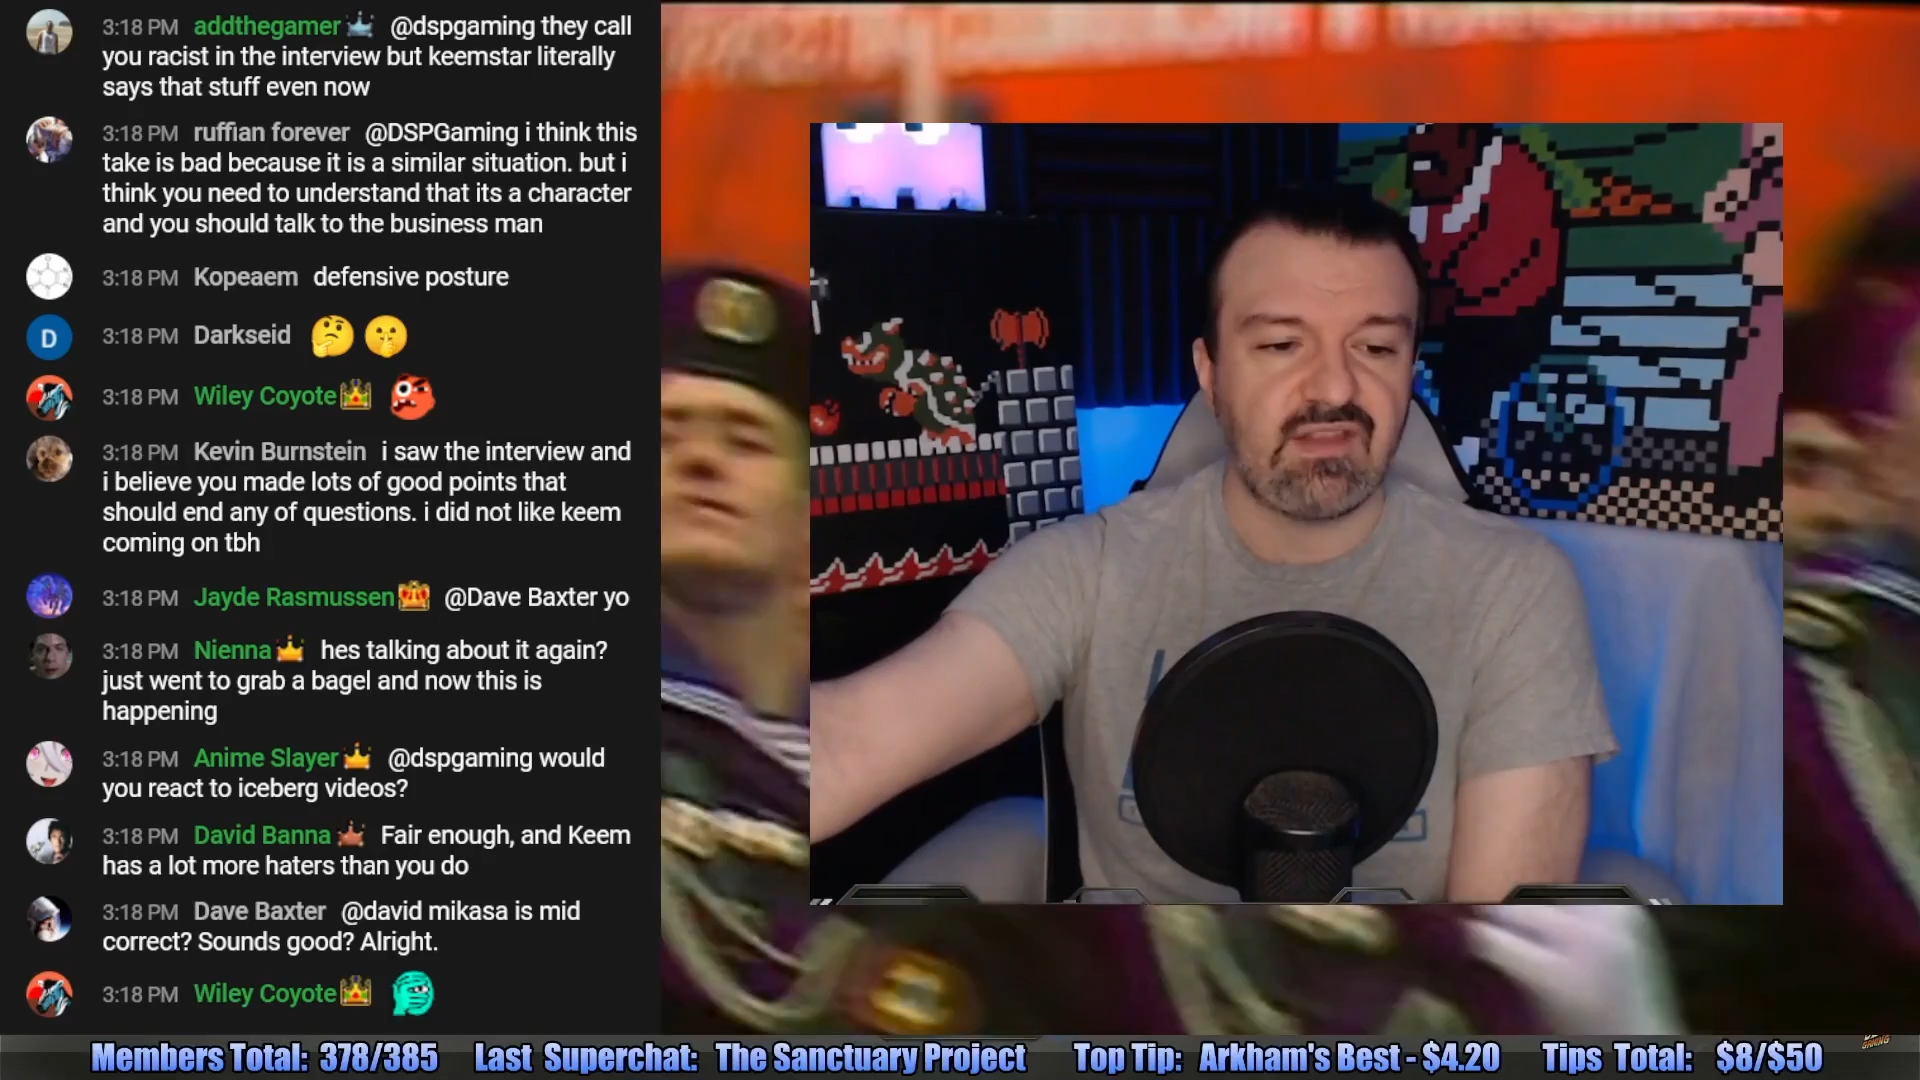 3:18 PM addthegamer @dspgaming they call
you racist in the interview but keemstar literally
says that stuff even now
3:18 PM ruffian forever @DSPGaming i think this
take is bad because it is a similar situation. but i
think you need to understand that its a character
and you should talk to the business man
3:18 PM Kopeaem defensive posture
D 3:18 PM Darkseid
3:18 PM Wiley Coyote
3:18 PM Kevin Burnstein i saw the interview and
i believe you made lots of good points that
should end any of questions. i did not like keem
coming on tbh
3:18 PM Jayde Rasmussen @Dave Baxter yo
3:18 PM Nienna hes talking about it again?
just went to grab a bagel and now this is
happening
3:18 PM Anime Slayer @dspgaming would
you react to iceberg videos?
3:18 PM David Banna Fair enough, and Keem
has a lot more haters than you do
3:18 PM Dave Baxter @david mikasa is mid
correct? Sounds good? Alright.
3:18 PM Wiley Coyote
Members Total: 378/385 Last Superchat: The Sanctuary Project Top Tip: Arkham's Best - $4.20 Tips Total: $8/$50